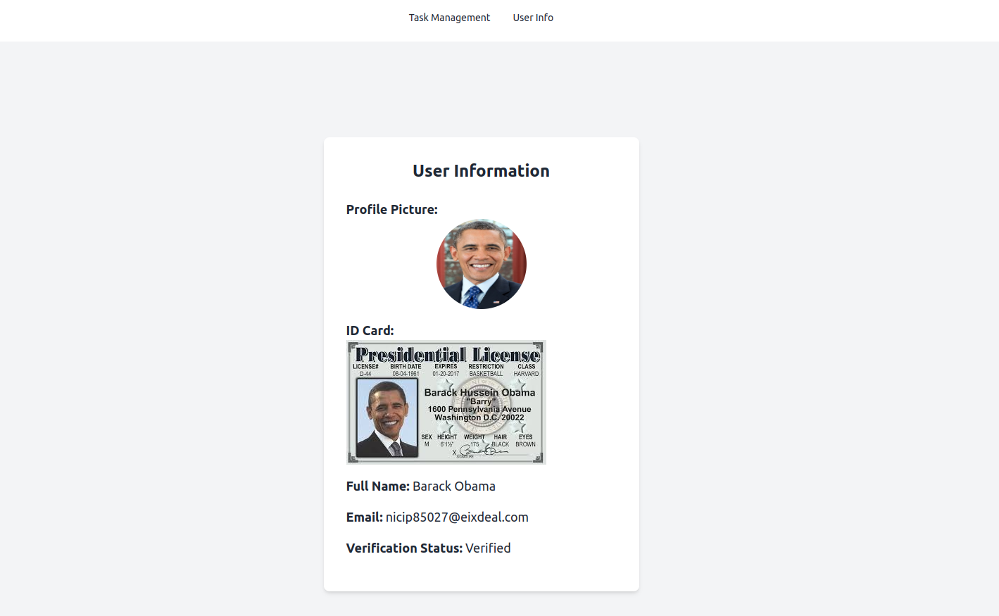 Task Management User Info
User Information
Profile Picture:
ID Card:
Presidential License
LICENSE# BIRTH DATE EXPIRES RESTRICTION CLASS
D-44 08-04-1961 01-20-2017 BASKETBALL HARVARD
Barack Hussein Obama
"Barry"
1600 Pennsylvania Avenue
Washington D.C. 20022
SEX HEIGHT WEIGHT HAIR EYES
M 6'1½" 175 BLACK BROWN
X
SIGNATURE
Full Name: Barack Obama
Email: nicip85027@eixdeal.com
Verification Status: Verified